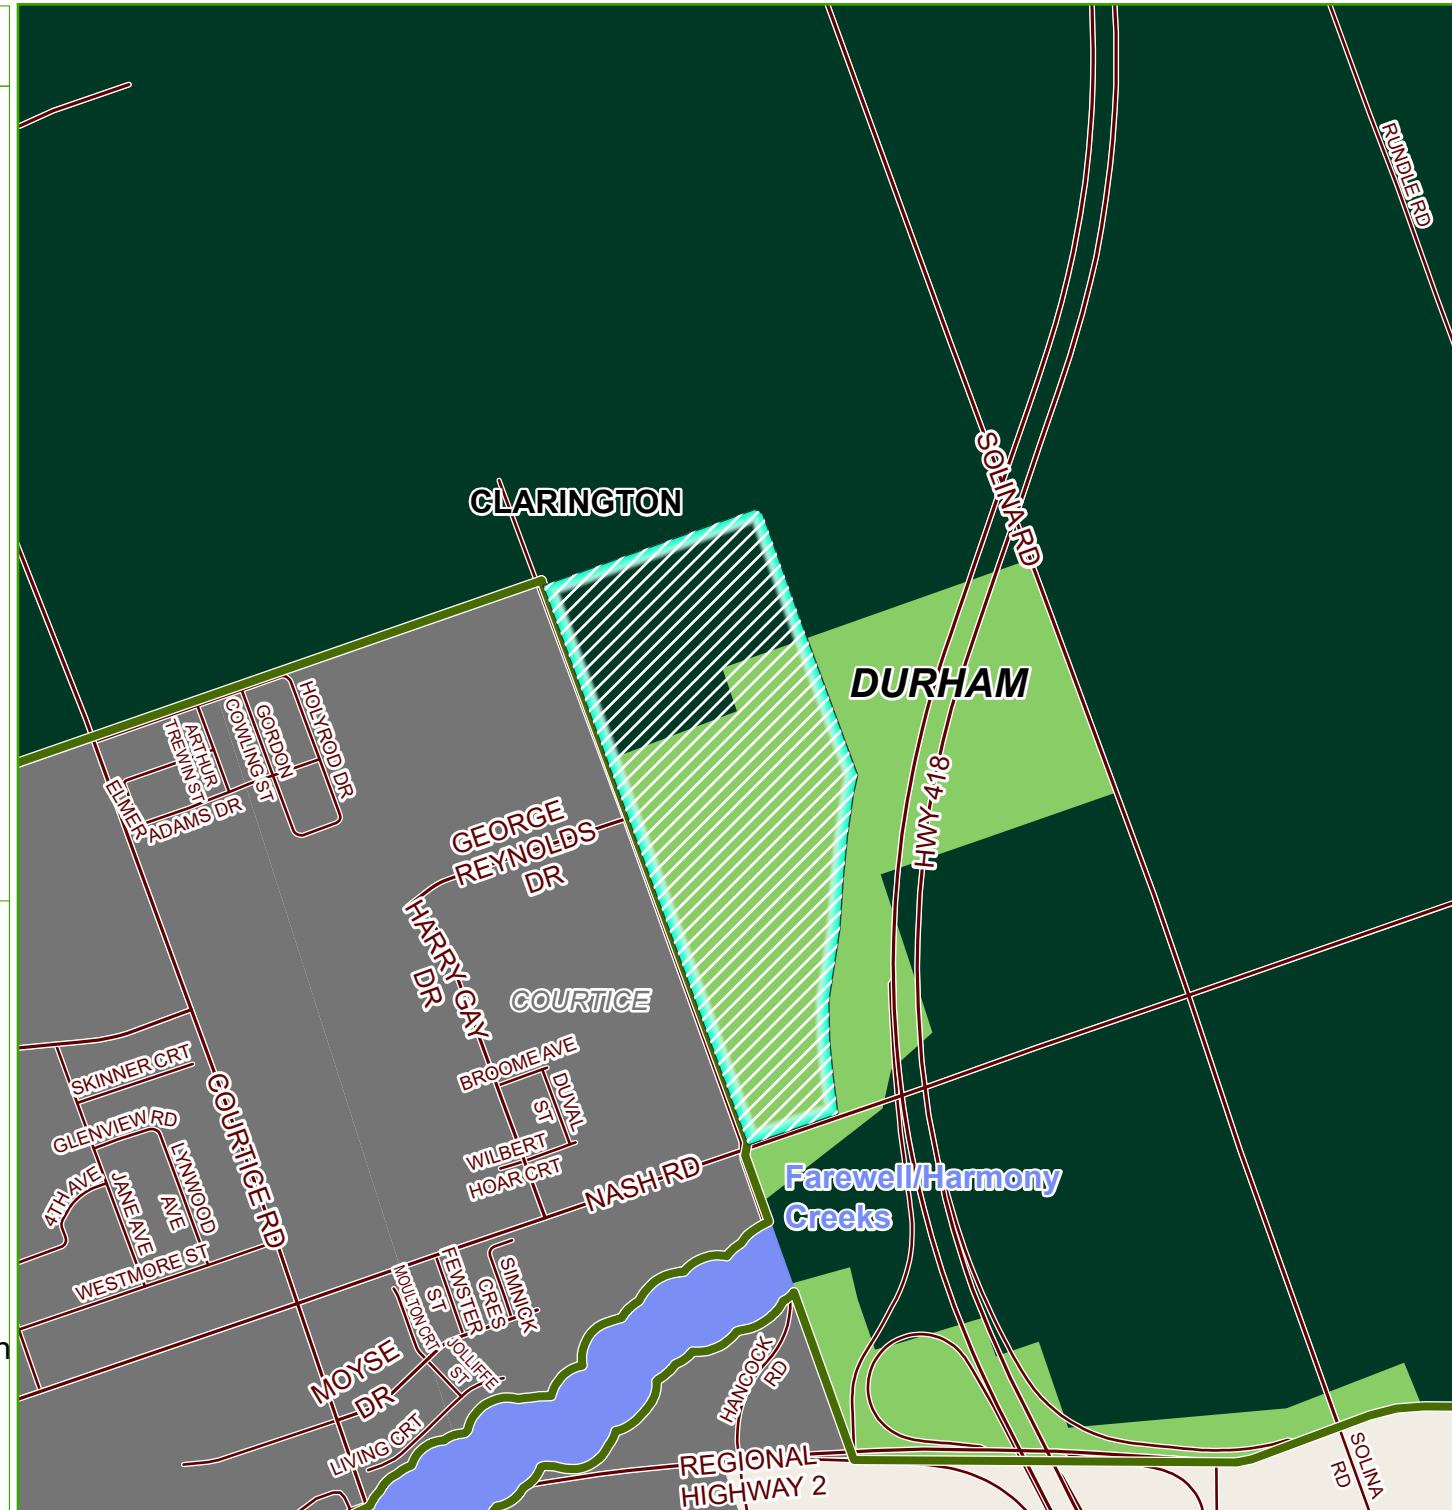 RUNDLE RD
SOLINA RD
CLARINGTON
DURHAM
HOLYROD DR
GORDON
COWLING ST
ARTHUR
TREWIN ST
ELMER
ADAMS DR
HWY-418
GEORGE
REYNOLDS
DR
HARRY GAY
DR
COURTICE
SKINNER CRT
BROOME AVE
DUVAL
ST
COURTICE RD
GLENVIEW RD
LYNWOOD
AVE
4TH AVE
JANE AVE
WILBERT
HOAR CRT
NASH RD
Farewell/Harmony
Creeks
WESTMORE ST
MOULTON CRT
FEWSTER
ST
SIMNICK
CRES
JOLLIFFE
ST
MOYSE
DR
HANCOCK
RD
LIVING CRT
REGIONAL
HIGHWAY 2
SOLINA
RD